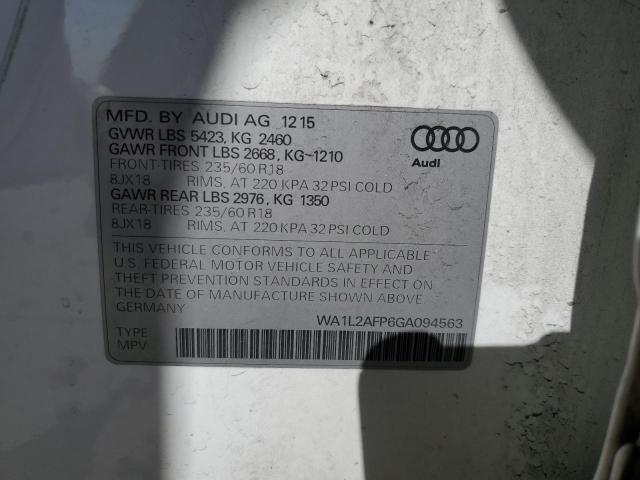 MFD. BY AUDI AG 1215
GVWR LBS 5423, KG 2460
GAWR FRONT LBS 2668, KG 1210
FRONT-TIRES 235/60 R18
8JX18 RIMS. AT 220 KPA 32 PSI COLD
GAWR REAR LBS 2976, KG 1350
REAR-TIRES 235/60 R18
8JX18 RIMS. AT 220 KPA 32 PSI COLD
Audi
THIS VEHICLE CONFORMS TO ALL APPLICABLE
U.S. FEDERAL MOTOR VEHICLE SAFETY AND
THEFT PREVENTION STANDARDS IN EFFECT ON
THE DATE OF MANUFACTURE SHOWN ABOVE.
GERMANY
WA1L2AFP6GA094563
TYPE:
MPV